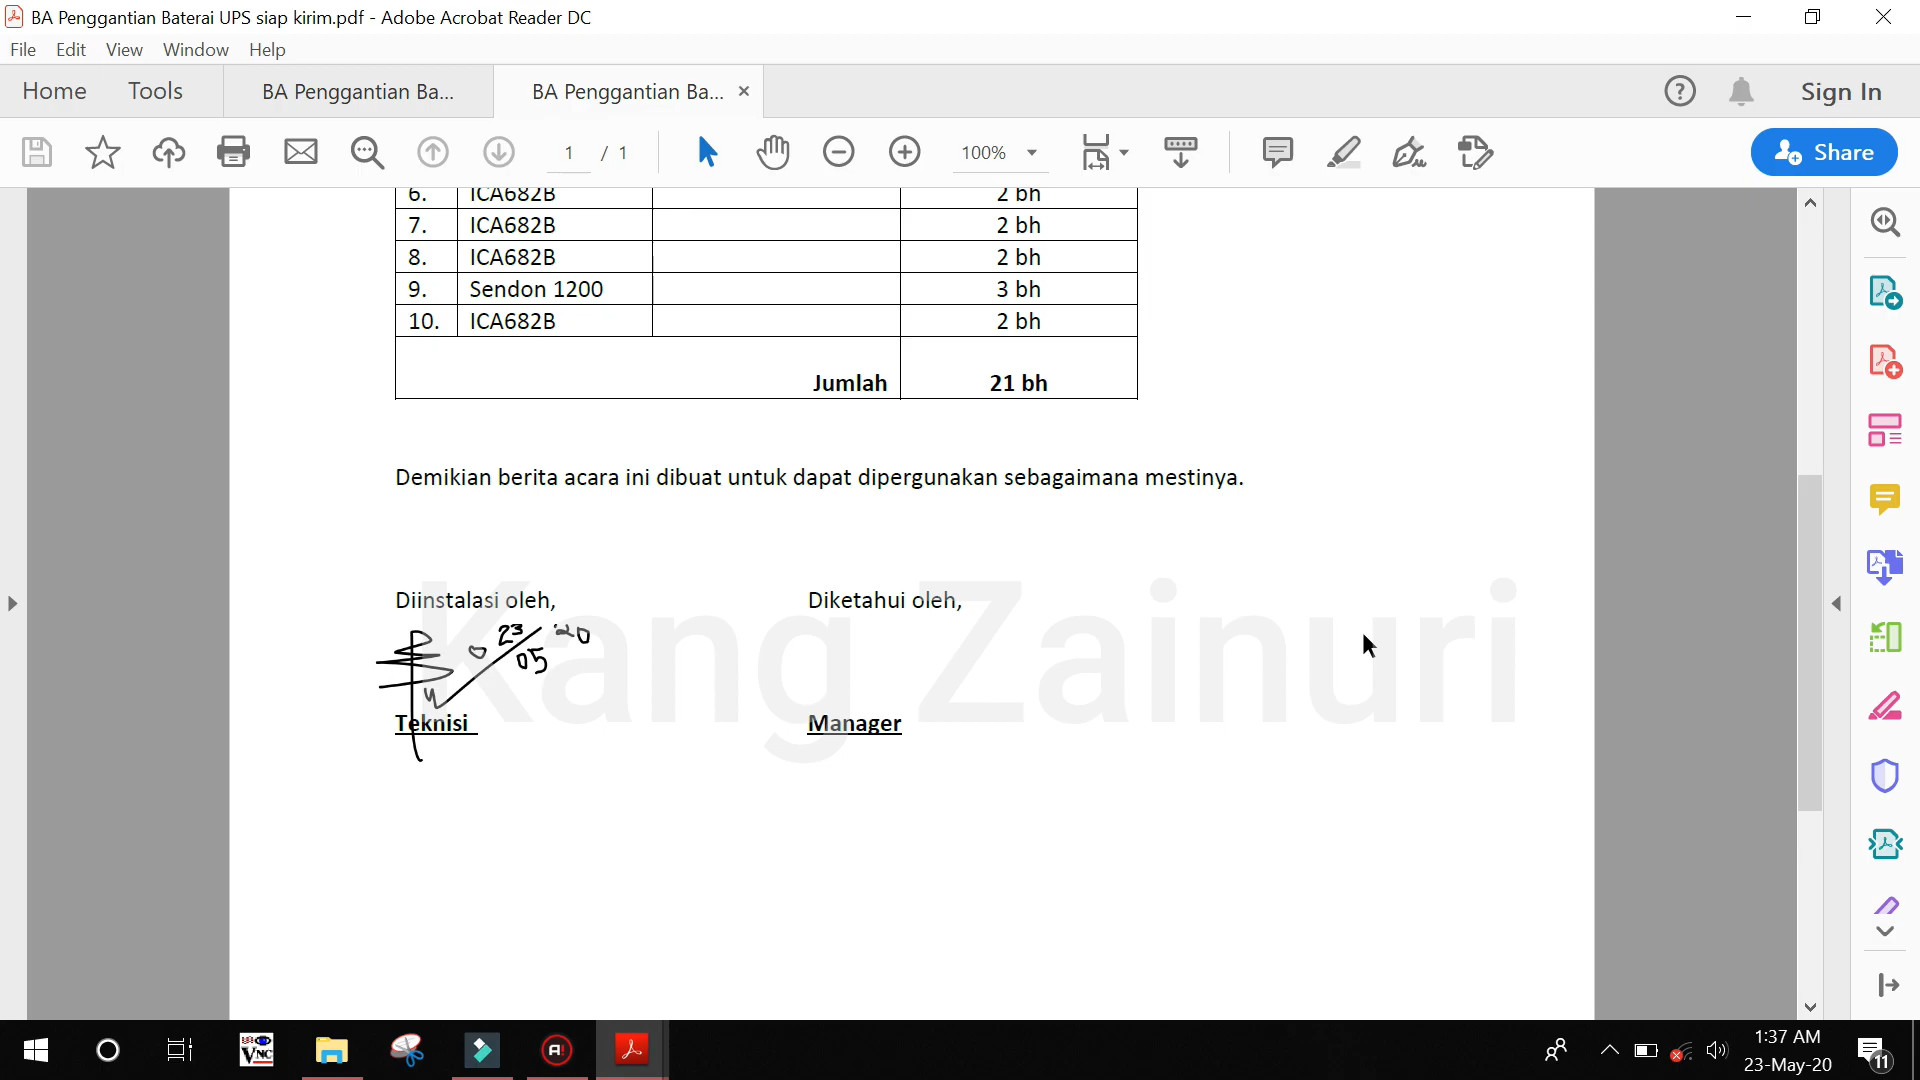 BA Penggantian Baterai UPS siap kirim.pdf - Adobe Acrobat Reader DC
File Edit View Window Help
Home Tools BA Penggantian Ba... BA Penggantian Ba... × Sign In
1 / 1 100% Share
6. ICA682B 2 bh
7. ICA682B 2 bh
8. ICA682B 2 bh
9. Sendon 1200 3 bh
10. ICA682B 2 bh
Jumlah 21 bh
Demikian berita acara ini dibuat untuk dapat dipergunakan sebagaimana mestinya.
Diinstalasi oleh, Diketahui oleh,
23/05 '20
Kang Zainuri
Teknisi Manager
VNC
1:37 AM
23-May-20
11